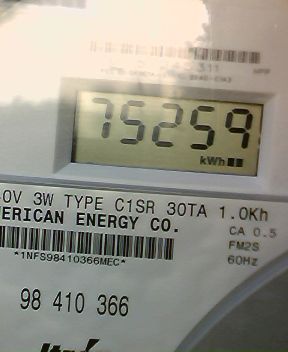 75259
kWh
0V 3W TYPE C1SR 30TA 1.0Kh
ERICAN ENERGY CO.
CA 0.5
FM2S
*1NFS98410366MEC*
60Hz
98 410 366